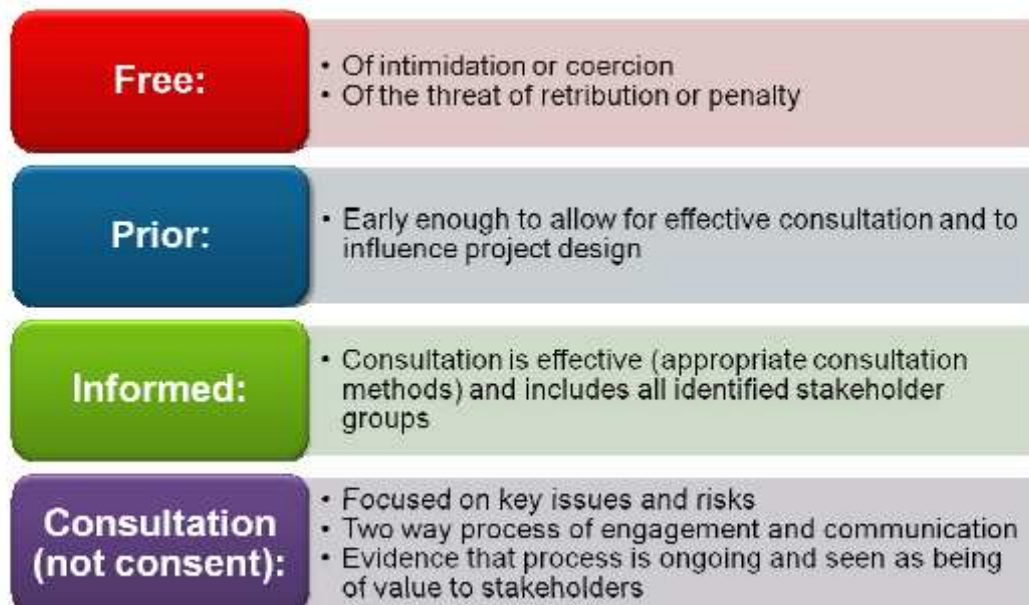 Free:
• Of intimidation or coercion
• Of the threat of retribution or penalty
Prior:
• Early enough to allow for effective consultation and to
influence project design
Informed:
• Consultation is effective (appropriate consultation
methods) and includes all identified stakeholder
groups
Consultation
(not consent):
• Focused on key issues and risks
• Two way process of engagement and communication
• Evidence that process is ongoing and seen as being
of value to stakeholders